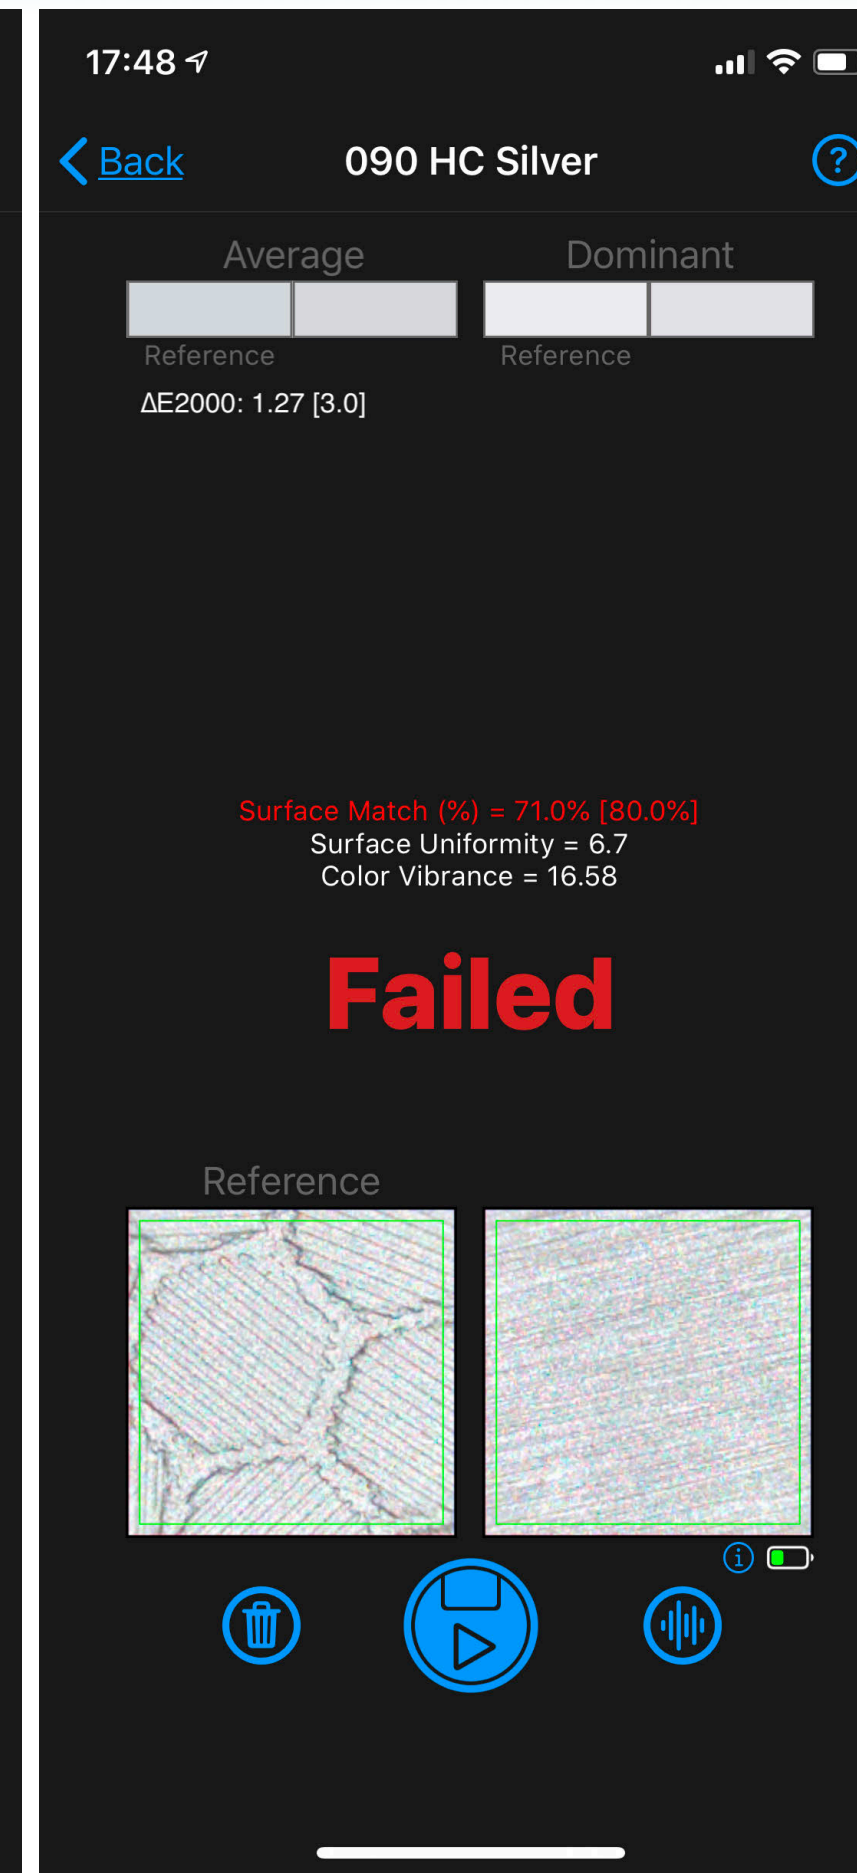 17:48
Back
090 HC Silver
?
Average
Dominant
Reference
Reference
ΔE2000: 1.27 [3.0]
Surface Match (%) = 71.0% [80.0%]
Surface Uniformity = 6.7
Color Vibrance = 16.58
Failed
Reference
i